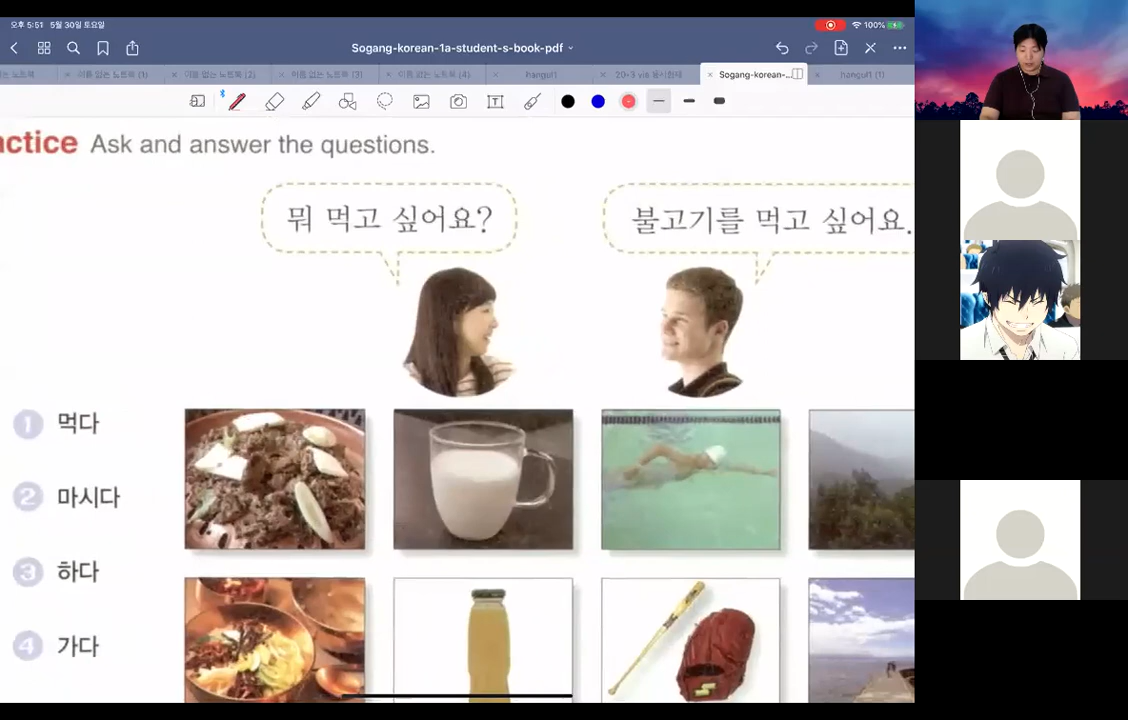 오후 5:51 5월 30일 토요일
100%
Sogang-korean-1a-student-s-book-pdf
이름 없는 노트북 (1)
이름 없는 노트북 (2)
이름 없는 노트북 (3)
이름 없는 노트북 (4)
hangul1
Sogang-korean-...
hangul1 (1)
actice Ask and answer the questions.
뭐 먹고 싶어요?
불고기를 먹고 싶어요.
1 먹다
2 마시다
3 하다
4 가다